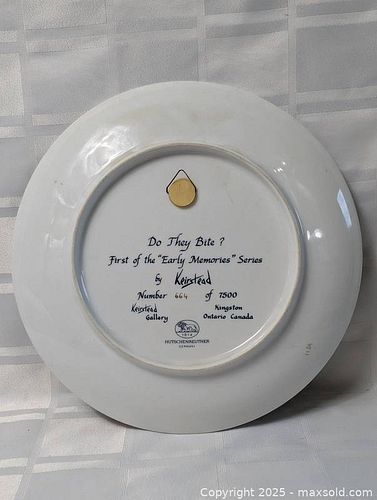 Do They Bite ?
First of the "Early Memories" Series
by Keirstead
Number 664 of 7500
Keirstead Kingston
Gallery Ontario Canada
1814
HUTSCHENREUTHER
GERMANY
Copyright © 2025 - maxsold.com